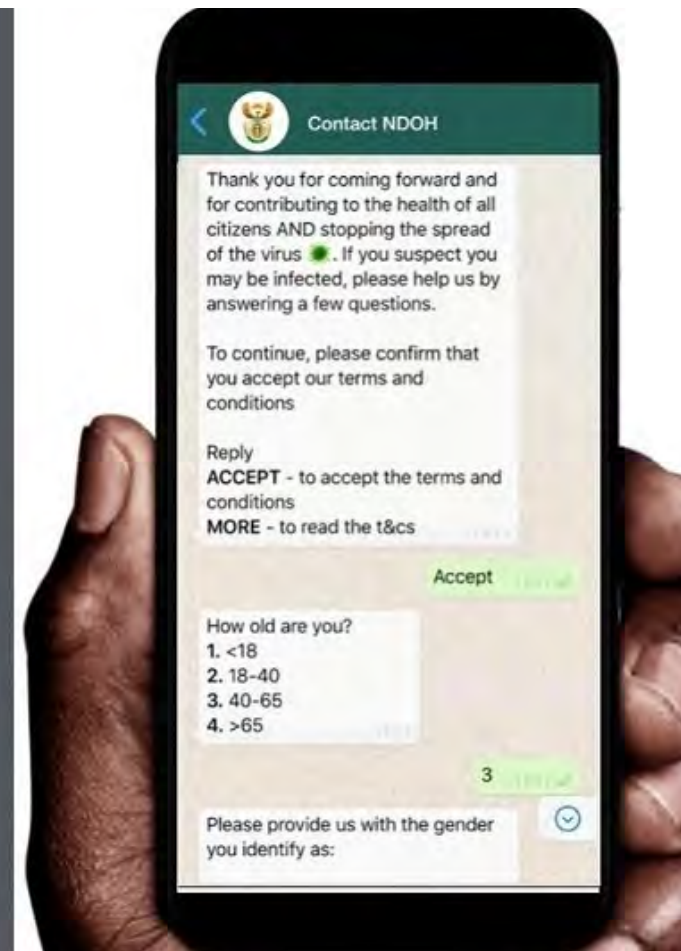 Contact NDOH
Thank you for coming forward and
for contributing to the health of all
citizens AND stopping the spread
of the virus . If you suspect you
may be infected, please help us by
answering a few questions.
To continue, please confirm that
you accept our terms and
conditions
Reply
ACCEPT - to accept the terms and
conditions
MORE - to read the t&cs
Accept
How old are you?
1. <18
2. 18-40
3. 40-65
4. >65
3
Please provide us with the gender
you identify as: